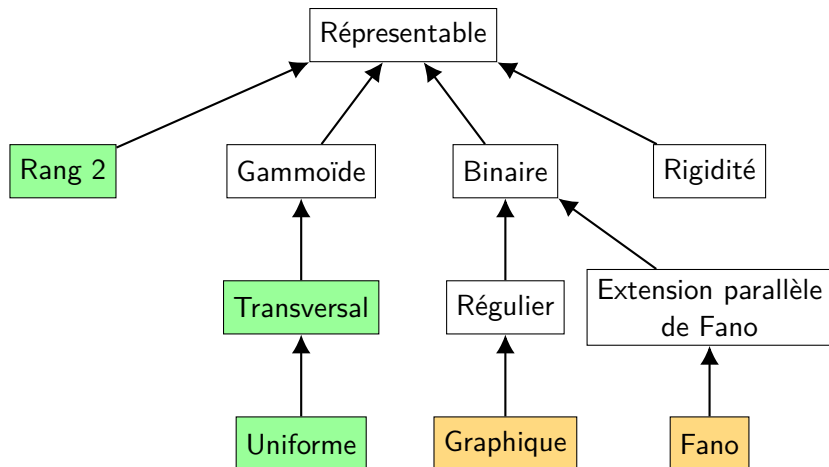 Répresentable
Rang 2
Gammoïde
Binaire
Rigidité
Transversal
Régulier
Extension parallèle
de Fano
Uniforme
Graphique
Fano